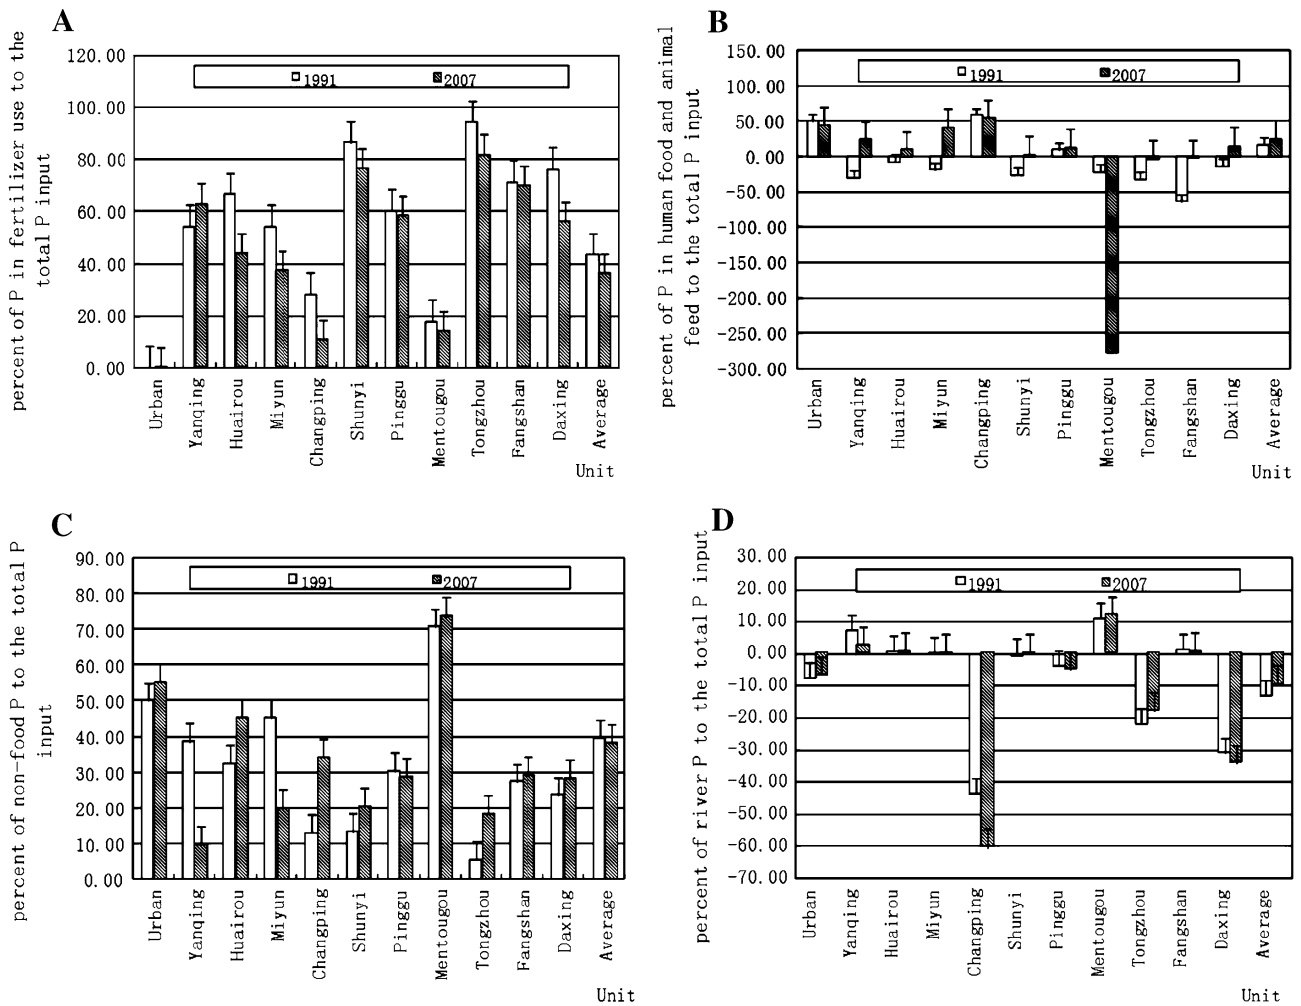 A
percent of P in fertilizer use to the
total P input
120.00
100.00
80.00
60.00
40.00
20.00
0.00
1991
2007
Urban
Yanqing
Huairou
Miyun
Changping
Shunyi
Pinggu
Mentougou
Tongzhou
Fangshan
Daxing
Average
Unit
B
percent of P in human food and animal
feed to the total P input
150.00
100.00
50.00
0.00
-50.00
-100.00
-150.00
-200.00
-250.00
-300.00
1991
2007
Urban
Yanqing
Huairou
Miyun
Changping
Shunyi
Pinggu
Mentougou
Tongzhou
Fangshan
Daxing
Average
Unit
C
percent of non-food P to the total P
input
90.00
80.00
70.00
60.00
50.00
40.00
30.00
20.00
10.00
0.00
1991
2007
Urban
Yanqing
Huairou
Miyun
Changping
Shunyi
Pinggu
Mentougou
Tongzhou
Fangshan
Daxing
Average
Unit
D
percent of river P to the total P input
30.00
20.00
10.00
0.00
-10.00
-20.00
-30.00
-40.00
-50.00
-60.00
-70.00
1991
2007
Urban
Yanqing
Huairou
Miyun
Changping
Shunyi
Pinggu
Mentougou
Tongzhou
Fangshan
Daxing
Average
Unit